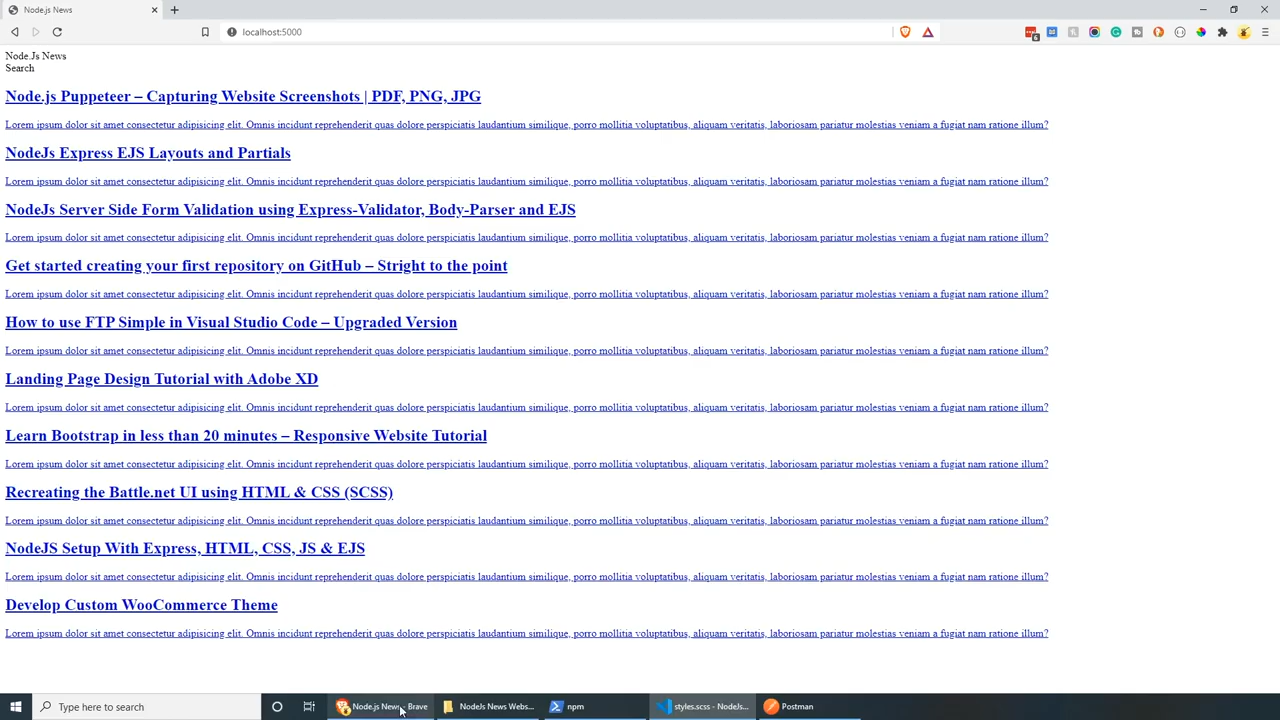 Node.js News
localhost:5000
6
Node.Js News
Search
Node.js Puppeteer – Capturing Website Screenshots | PDF, PNG, JPG
Lorem ipsum dolor sit amet consectetur adipisicing elit. Omnis incidunt reprehenderit quas dolore perspiciatis laudantium similique, porro mollitia voluptatibus, aliquam veritatis, laboriosam pariatur molestias veniam a fugiat nam ratione illum?
NodeJs Express EJS Layouts and Partials
Lorem ipsum dolor sit amet consectetur adipisicing elit. Omnis incidunt reprehenderit quas dolore perspiciatis laudantium similique, porro mollitia voluptatibus, aliquam veritatis, laboriosam pariatur molestias veniam a fugiat nam ratione illum?
NodeJs Server Side Form Validation using Express-Validator, Body-Parser and EJS
Lorem ipsum dolor sit amet consectetur adipisicing elit. Omnis incidunt reprehenderit quas dolore perspiciatis laudantium similique, porro mollitia voluptatibus, aliquam veritatis, laboriosam pariatur molestias veniam a fugiat nam ratione illum?
Get started creating your first repository on GitHub – Stright to the point
Lorem ipsum dolor sit amet consectetur adipisicing elit. Omnis incidunt reprehenderit quas dolore perspiciatis laudantium similique, porro mollitia voluptatibus, aliquam veritatis, laboriosam pariatur molestias veniam a fugiat nam ratione illum?
How to use FTP Simple in Visual Studio Code – Upgraded Version
Lorem ipsum dolor sit amet consectetur adipisicing elit. Omnis incidunt reprehenderit quas dolore perspiciatis laudantium similique, porro mollitia voluptatibus, aliquam veritatis, laboriosam pariatur molestias veniam a fugiat nam ratione illum?
Landing Page Design Tutorial with Adobe XD
Lorem ipsum dolor sit amet consectetur adipisicing elit. Omnis incidunt reprehenderit quas dolore perspiciatis laudantium similique, porro mollitia voluptatibus, aliquam veritatis, laboriosam pariatur molestias veniam a fugiat nam ratione illum?
Learn Bootstrap in less than 20 minutes – Responsive Website Tutorial
Lorem ipsum dolor sit amet consectetur adipisicing elit. Omnis incidunt reprehenderit quas dolore perspiciatis laudantium similique, porro mollitia voluptatibus, aliquam veritatis, laboriosam pariatur molestias veniam a fugiat nam ratione illum?
Recreating the Battle.net UI using HTML & CSS (SCSS)
Lorem ipsum dolor sit amet consectetur adipisicing elit. Omnis incidunt reprehenderit quas dolore perspiciatis laudantium similique, porro mollitia voluptatibus, aliquam veritatis, laboriosam pariatur molestias veniam a fugiat nam ratione illum?
NodeJS Setup With Express, HTML, CSS, JS & EJS
Lorem ipsum dolor sit amet consectetur adipisicing elit. Omnis incidunt reprehenderit quas dolore perspiciatis laudantium similique, porro mollitia voluptatibus, aliquam veritatis, laboriosam pariatur molestias veniam a fugiat nam ratione illum?
Develop Custom WooCommerce Theme
Lorem ipsum dolor sit amet consectetur adipisicing elit. Omnis incidunt reprehenderit quas dolore perspiciatis laudantium similique, porro mollitia voluptatibus, aliquam veritatis, laboriosam pariatur molestias veniam a fugiat nam ratione illum?
Type here to search
Node.js News - Brave
NodeJs News Webs...
npm
styles.scss - NodeJs...
Postman